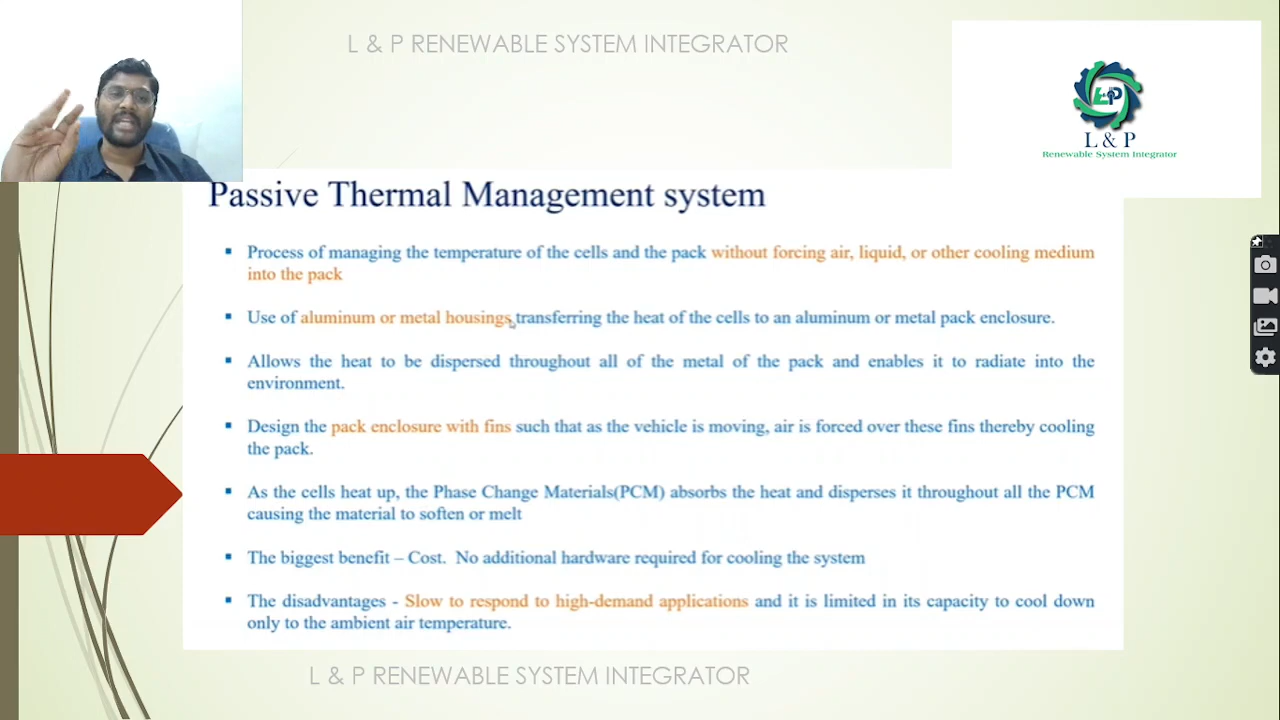 L & P RENEWABLE SYSTEM INTEGRATOR
L & P
Renewable System Integrator
Passive Thermal Management system
▪ Process of managing the temperature of the cells and the pack without forcing air, liquid, or other cooling medium
into the pack
▪ Use of aluminum or metal housings,transferring the heat of the cells to an aluminum or metal pack enclosure.
▪ Allows the heat to be dispersed throughout all of the metal of the pack and enables it to radiate into the
environment.
▪ Design the pack enclosure with fins such that as the vehicle is moving, air is forced over these fins thereby cooling
the pack.
▪ As the cells heat up, the Phase Change Materials(PCM) absorbs the heat and disperses it throughout all the PCM
causing the material to soften or melt
▪ The biggest benefit – Cost. No additional hardware required for cooling the system
▪ The disadvantages - Slow to respond to high-demand applications and it is limited in its capacity to cool down
only to the ambient air temperature.
L & P RENEWABLE SYSTEM INTEGRATOR